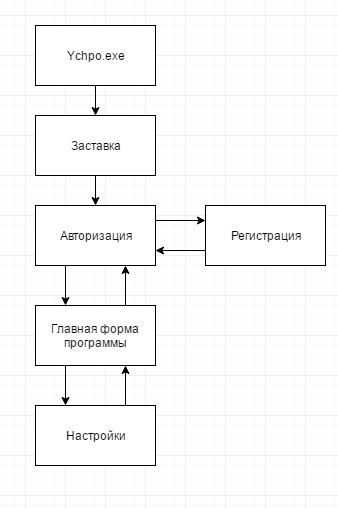 Ychpo.exe
Заставка
Авторизация
Регистрация
Главная форма
программы
Настройки